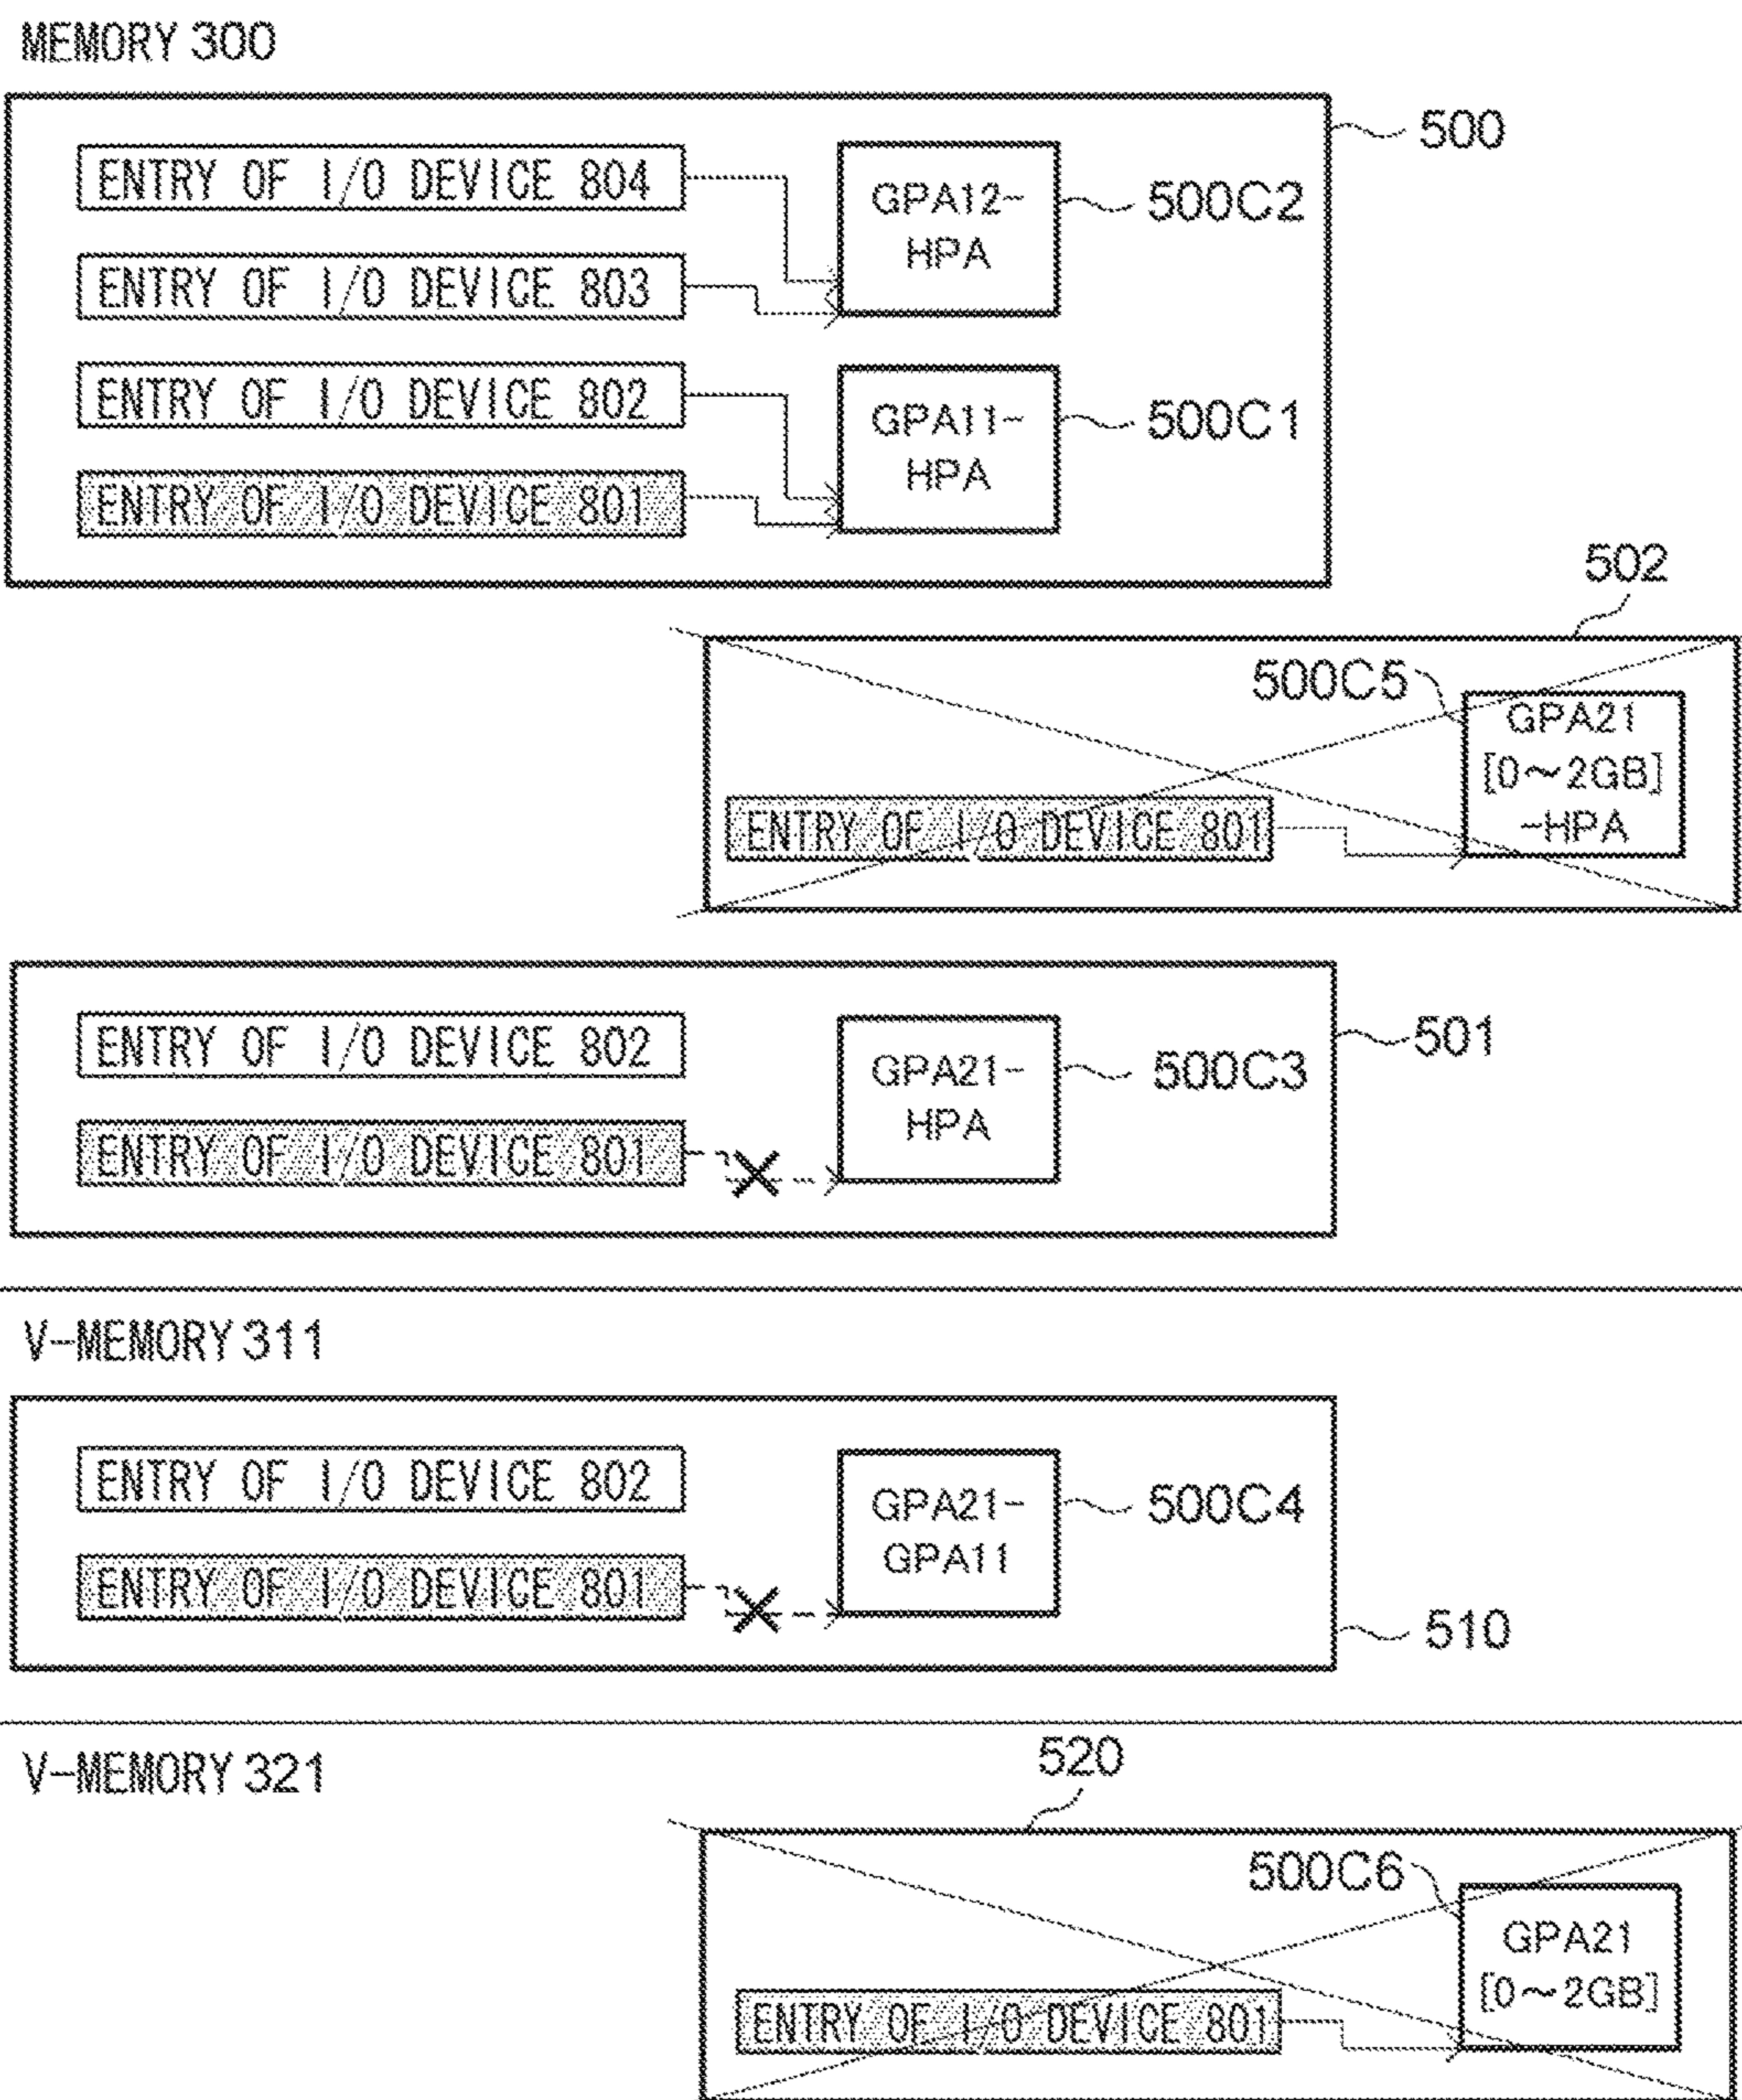 MEMORY 300
500
ENTRY OF I/O DEVICE 804
GPA12-
HPA
500C2
ENTRY OF I/O DEVICE 803
ENTRY OF I/O DEVICE 802
GPA11-
HPA
500C1
ENTRY OF I/O DEVICE 801
502
500C5
GPA21
[0～2GB]
-HPA
ENTRY OF I/O DEVICE 801
501
ENTRY OF I/O DEVICE 802
GPA21-
HPA
500C3
ENTRY OF I/O DEVICE 801
V-MEMORY 311
ENTRY OF I/O DEVICE 802
GPA21-
GPA11
500C4
ENTRY OF I/O DEVICE 801
510
V-MEMORY 321
520
500C6
GPA21
[0～2GB]
ENTRY OF I/O DEVICE 801